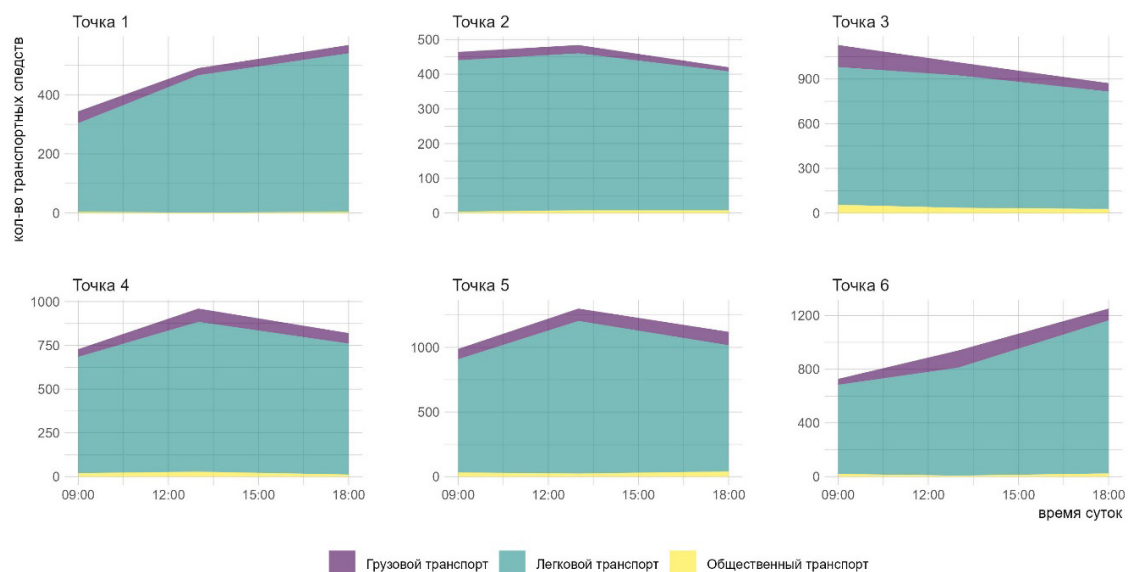 Точка 1
Точка 2
Точка 3
кол-во транспортных спедств
400
200
0
500
400
300
200
100
0
900
600
300
0
Точка 4
Точка 5
Точка 6
1000
750
500
250
0
1000
500
0
1200
800
400
0
09:00 12:00 15:00 18:00
09:00 12:00 15:00 18:00
09:00 12:00 15:00 18:00
время суток
Грузовой транспорт Легковой транспорт Общественный транспорт